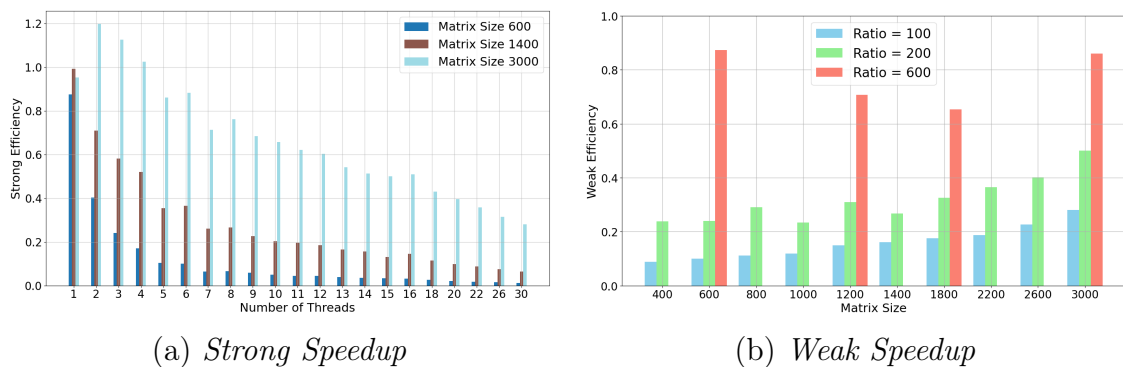 1.2
1.0
0.8
0.6
0.4
0.2
0.0
Strong Efficiency
Matrix Size 600
Matrix Size 1400
Matrix Size 3000
1 2 3 4 5 6 7 8 9 10 11 12 13 14 15 16 18 20 22 26 30
Number of Threads
(a) Strong Speedup
1.0
0.8
0.6
0.4
0.2
0.0
Weak Efficiency
Ratio = 100
Ratio = 200
Ratio = 600
400 600 800 1000 1200 1400 1800 2200 2600 3000
Matrix Size
(b) Weak Speedup